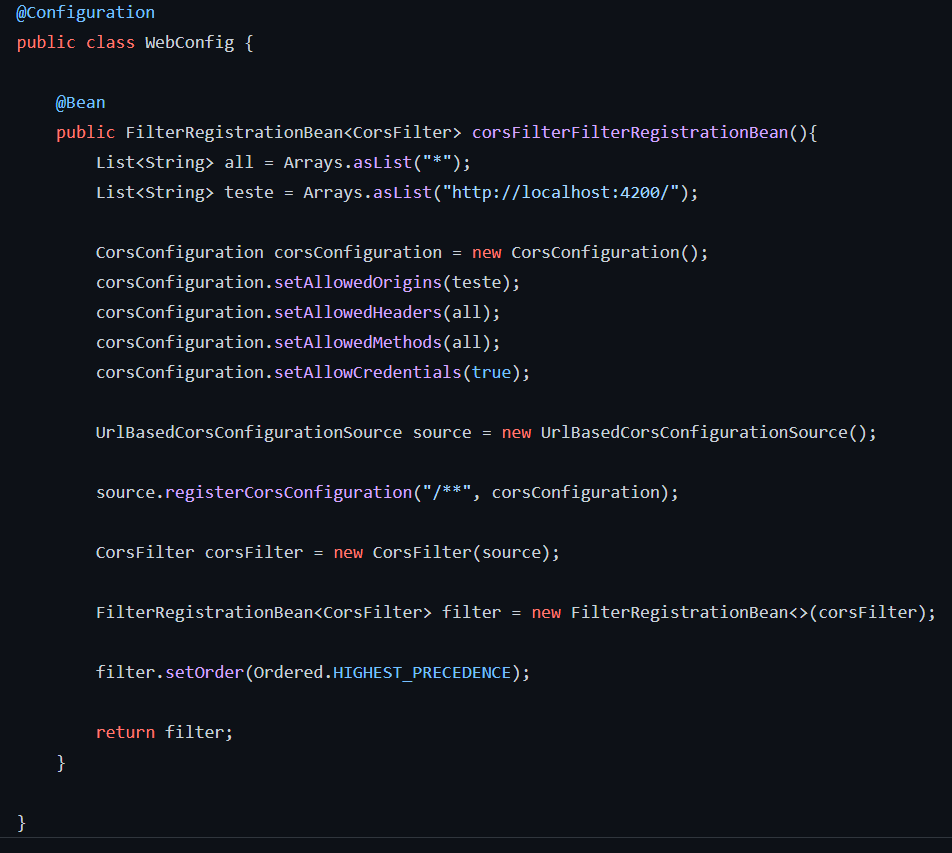 @Configuration
public class WebConfig {
@Bean
public FilterRegistrationBean<CorsFilter> corsFilterFilterRegistrationBean(){
List<String> all = Arrays.asList("*");
List<String> teste = Arrays.asList("http://localhost:4200/");
CorsConfiguration corsConfiguration = new CorsConfiguration();
corsConfiguration.setAllowedOrigins(teste);
corsConfiguration.setAllowedHeaders(all);
corsConfiguration.setAllowedMethods(all);
corsConfiguration.setAllowCredentials(true);
UrlBasedCorsConfigurationSource source = new UrlBasedCorsConfigurationSource();
source.registerCorsConfiguration("/**", corsConfiguration);
CorsFilter corsFilter = new CorsFilter(source);
FilterRegistrationBean<CorsFilter> filter = new FilterRegistrationBean<>(corsFilter);
filter.setOrder(Ordered.HIGHEST_PRECEDENCE);
return filter;
}
}